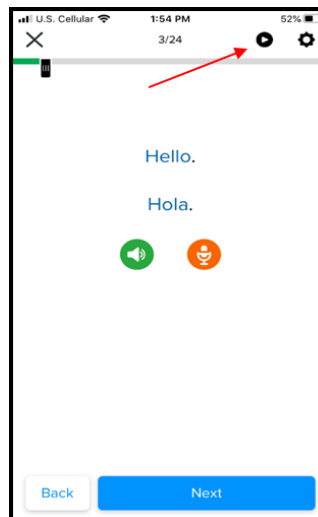 U.S. Cellular 1:54 PM 52%
3/24
Hello.
Hola.
Back Next